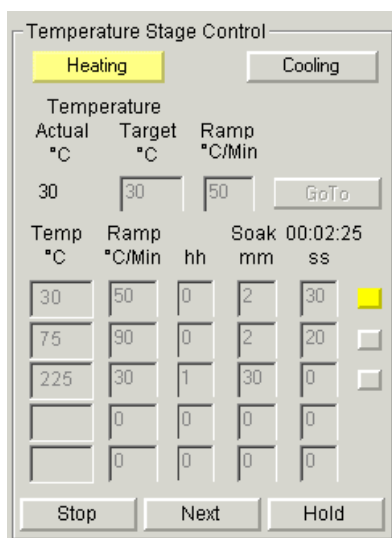 Temperature Stage Control
Heating Cooling
Temperature
Actual Target Ramp
°C °C °C/Min
30 30 50 GoTo
Temp Ramp Soak 00:02:25
°C °C/Min hh mm ss
30 50 0 2 30
75 90 0 2 20
225 30 1 30 0
0 0 0 0
0 0 0 0
Stop Next Hold